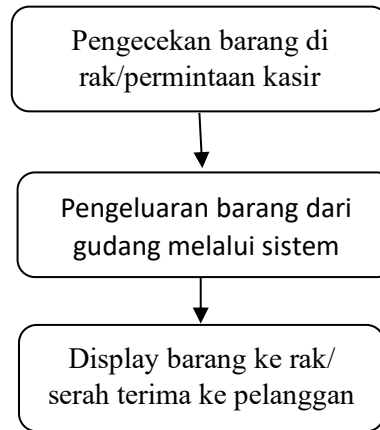 Pengecekan barang di
rak/permintaan kasir
Pengeluaran barang dari
gudang melalui sistem
Display barang ke rak/
serah terima ke pelanggan